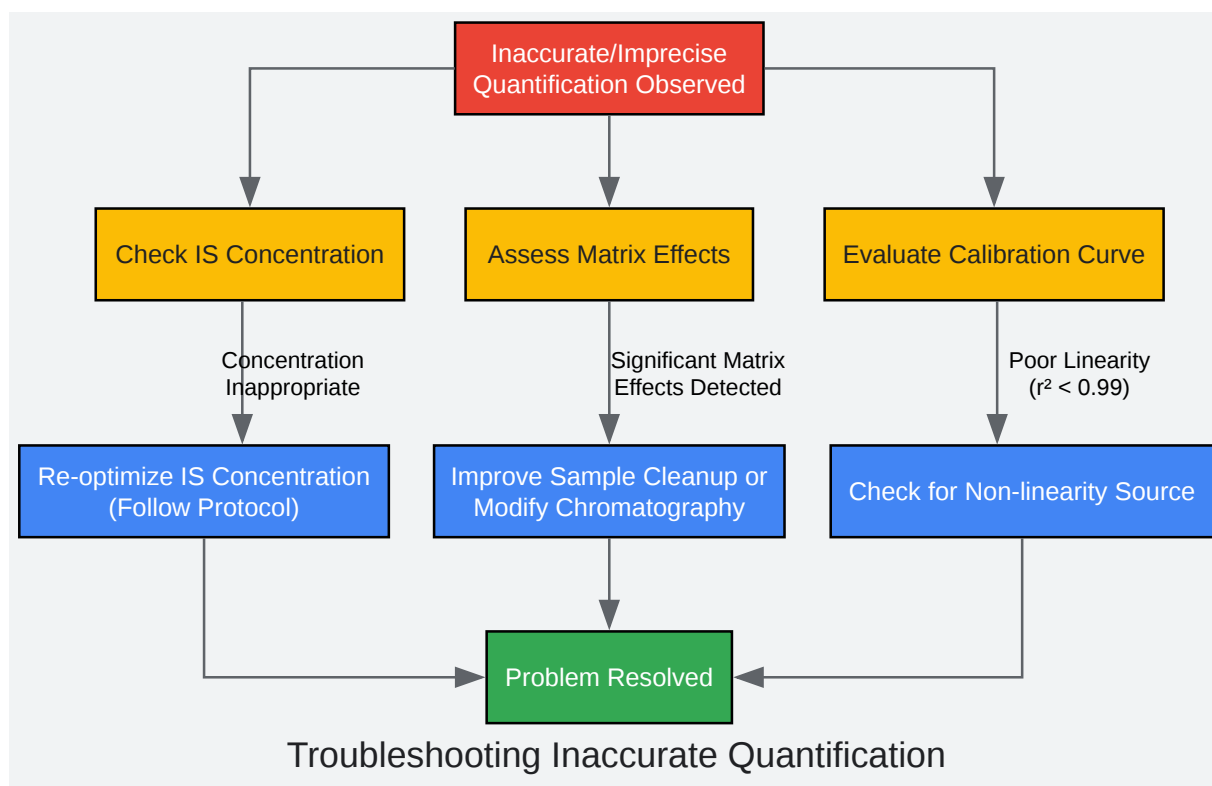 Inaccurate/Imprecise
Quantification Observed
Check IS Concentration
Assess Matrix Effects
Evaluate Calibration Curve
Concentration
Inappropriate
Significant Matrix
Effects Detected
Poor Linearity
(r² < 0.99)
Re-optimize IS Concentration
(Follow Protocol)
Improve Sample Cleanup or
Modify Chromatography
Check for Non-linearity Source
Problem Resolved
Troubleshooting Inaccurate Quantification